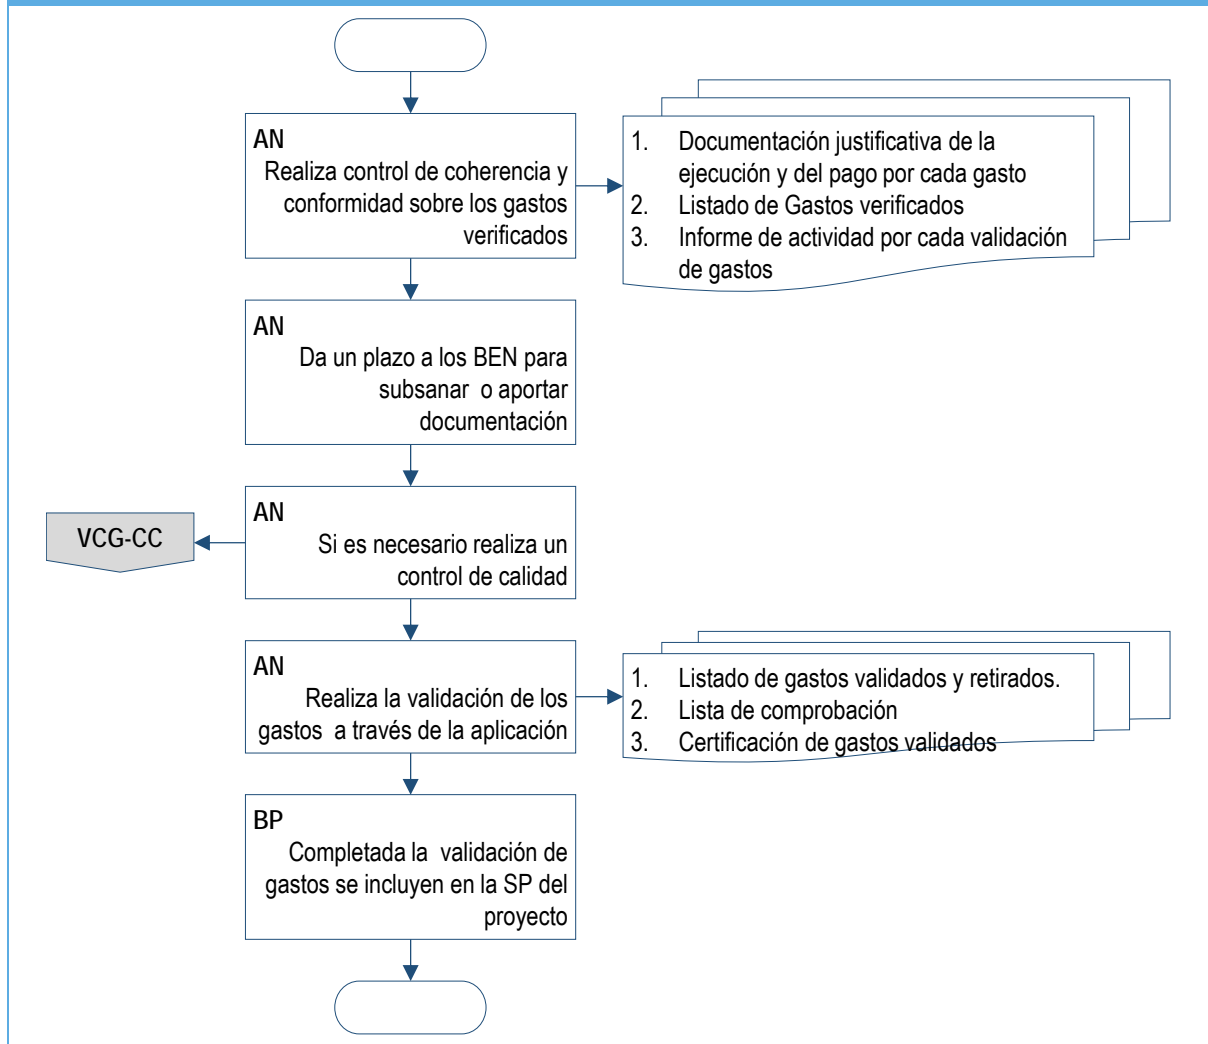 AN
Realiza control de coherencia y
conformidad sobre los gastos
verificados
1. Documentación justificativa de la
ejecución y del pago por cada gasto
2. Listado de Gastos verificados
3. Informe de actividad por cada validación
de gastos
AN
Da un plazo a los BEN para
subsanar o aportar
documentación
VCG-CC
AN
Si es necesario realiza un
control de calidad
AN
Realiza la validación de los
gastos a través de la aplicación
1. Listado de gastos validados y retirados.
2. Lista de comprobación
3. Certificación de gastos validados
BP
Completada la validación de
gastos se incluyen en la SP del
proyecto